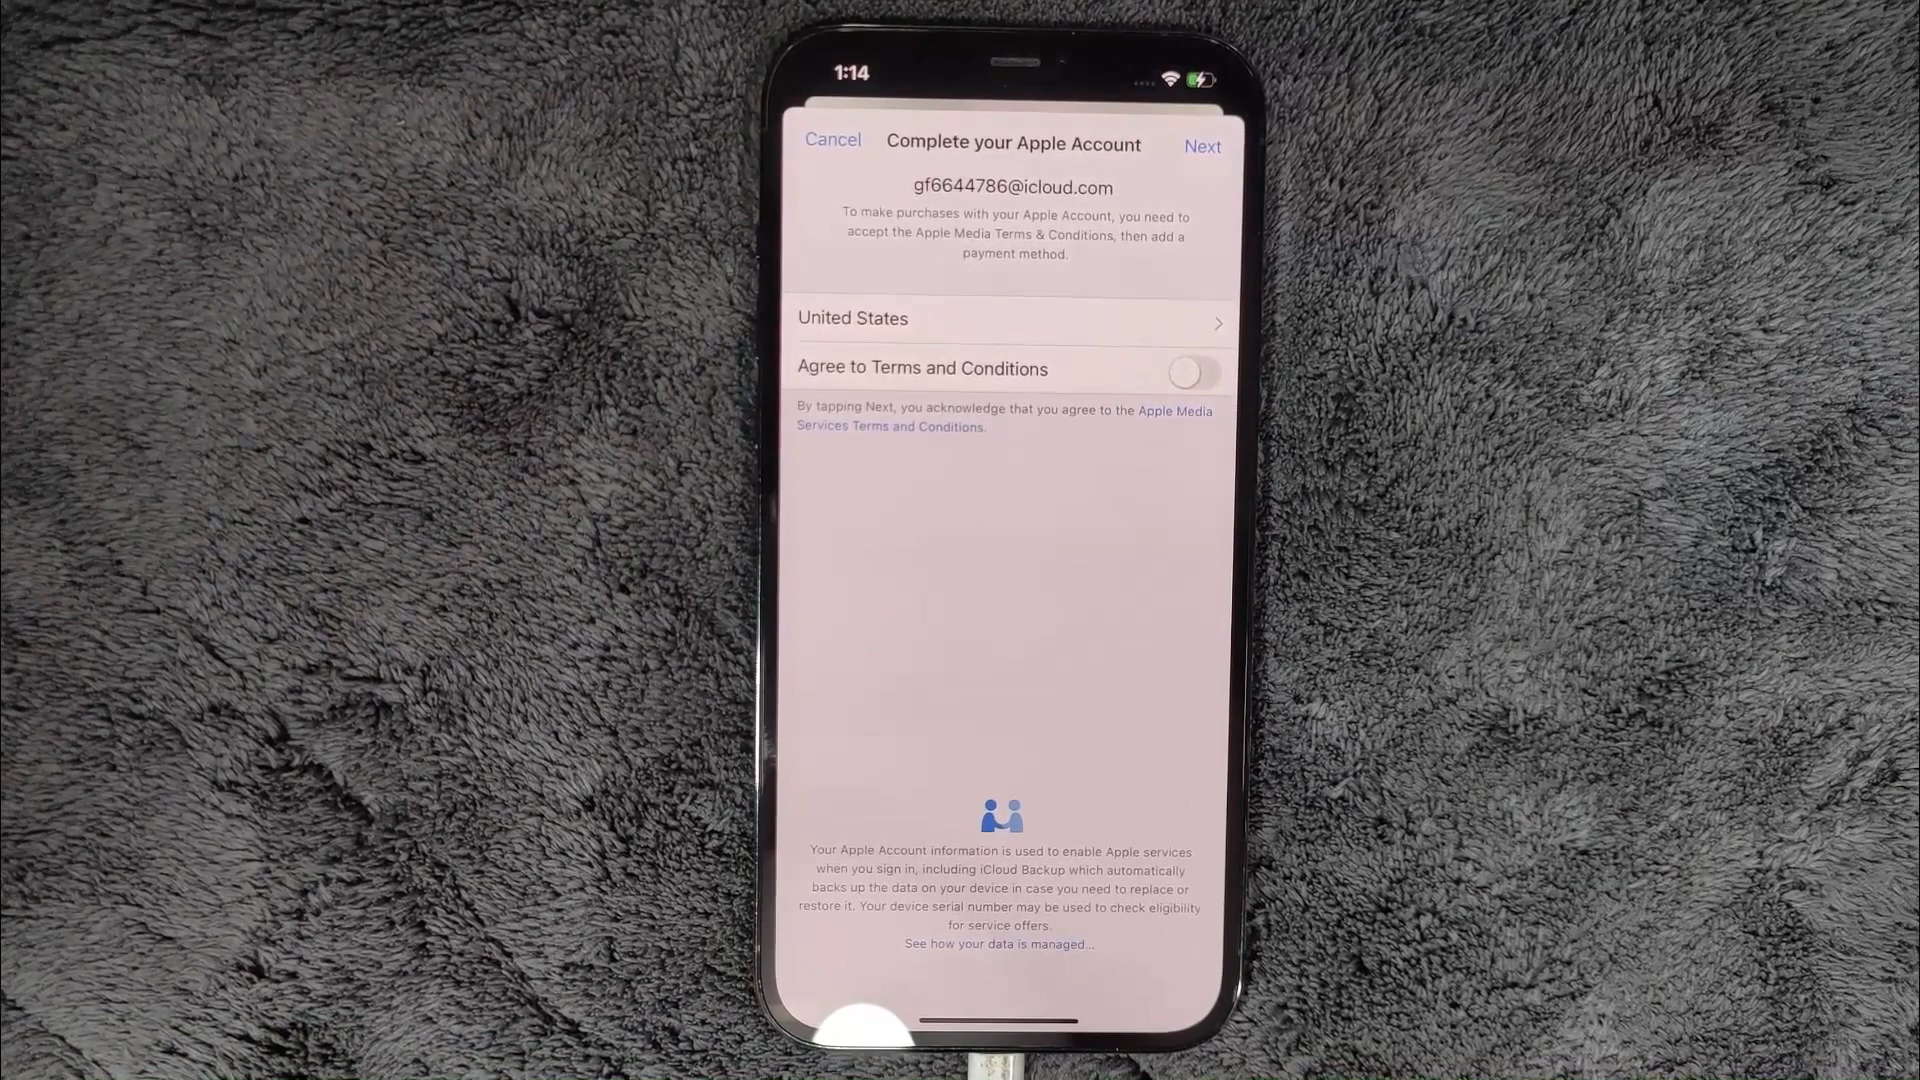 1:14
Cancel Complete your Apple Account Next
gf6644786@icloud.com
To make purchases with your Apple Account, you need to
accept the Apple Media Terms & Conditions, then add a
payment method.
United States
Agree to Terms and Conditions
By tapping Next, you acknowledge that you agree to the Apple Media
Services Terms and Conditions.
Your Apple Account information is used to enable Apple services
when you sign in, including iCloud Backup which automatically
backs up the data on your device in case you need to replace or
restore it. Your device serial number may be used to check eligibility
for service offers.
See how your data is managed...